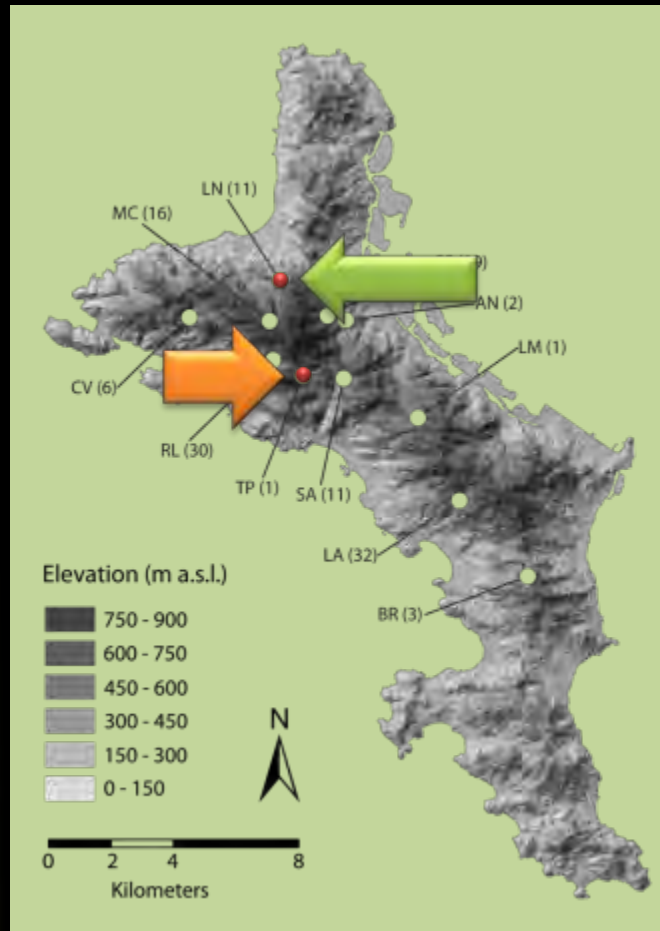 LN (11)
MC (16)
9)
AN (2)
LM (1)
CV (6)
RL (30)
TP (1)
SA (11)
LA (32)
BR (3)
Elevation (m a.s.l.)
750 - 900
600 - 750
450 - 600
300 - 450
150 - 300
0 - 150
N
0 2 4 8
Kilometers